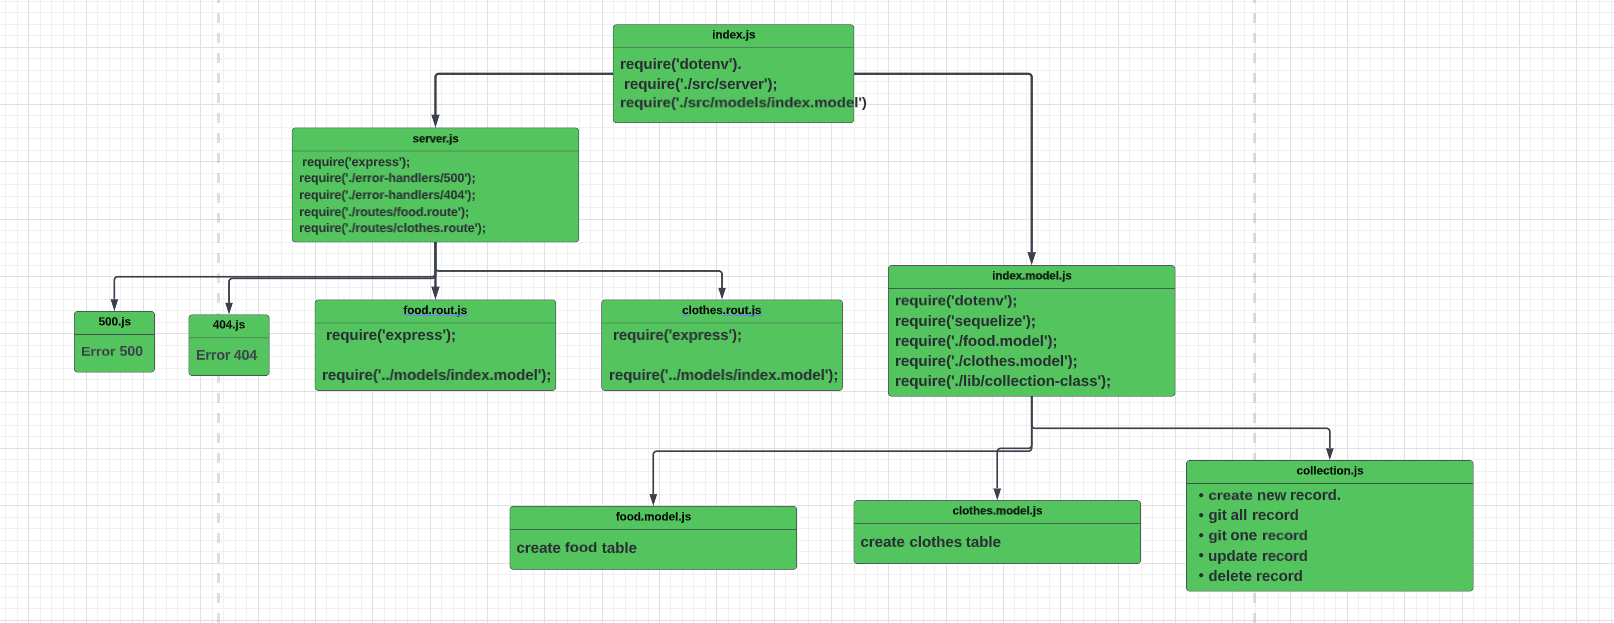 index.js
require('dotenv').
require('./src/server');
require('./src/models/index.model')
server.js
require('express');
require('./error-handlers/500');
require('./error-handlers/404');
require('./routes/food.route');
require('./routes/clothes.route');
500.js
Error 500
404.js
Error 404
food.rout.js
require('express');
require('../models/index.model');
clothes.rout.js
require('express');
require('../models/index.model');
index.model.js
require('dotenv');
require('sequelize');
require('./food.model');
require('./clothes.model');
require('./lib/collection-class');
food.model.js
create food table
clothes.model.js
create clothes table
collection.js
• create new record.
• git all record
• git one record
• update record
• delete record